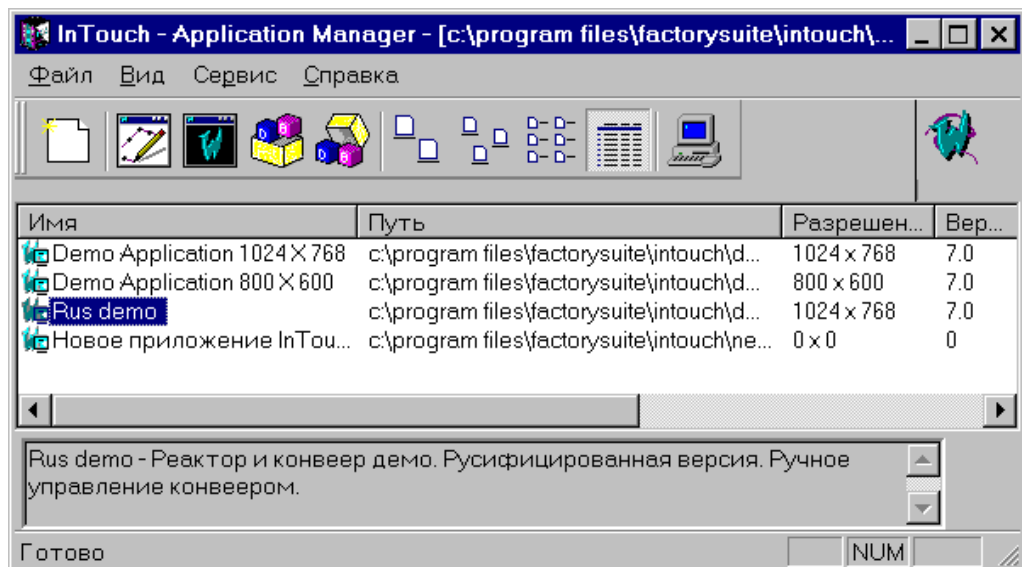 InTouch - Application Manager - [c:\program files\factorysuite\intouch\...
Файл Вид Сервис Справка
Имя Путь Разрешен... Вер...
Demo Application 1024 X 768 c:\program files\factorysuite\intouch\d... 1024 x 768 7.0
Demo Application 800 X 600 c:\program files\factorysuite\intouch\d... 800 x 600 7.0
Rus demo c:\program files\factorysuite\intouch\d... 1024 x 768 7.0
Новое приложение InTou... c:\program files\factorysuite\intouch\ne... 0 x 0 0
Rus demo - Реактор и конвеер демо. Русифицированная версия. Ручное
управление конвеером.
Готово NUM